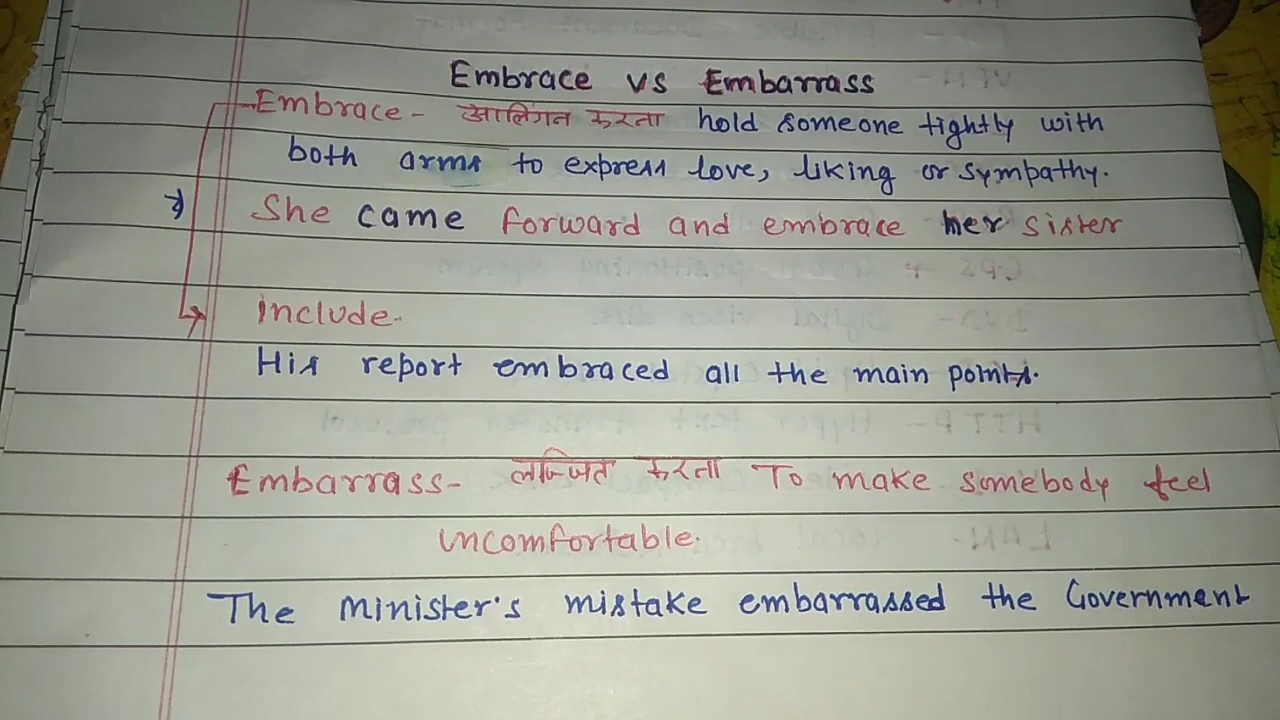 Embrace vs Embarrass
Embrace - आलिंगन करना hold someone tightly with
both arms to express love, liking or sympathy.
She came forward and embrace her sister
include.
His report embraced all the main points.
Embarrass- लज्जित करना To make somebody feel
uncomfortable.
The minister's mistake embarrassed the Government